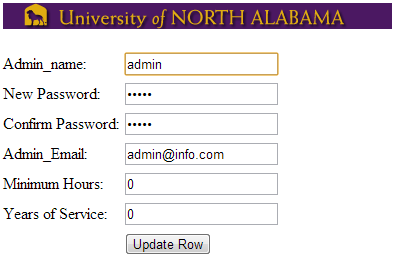 University of NORTH ALABAMA
Admin_name: admin
New Password: •••••
Confirm Password: •••••
Admin_Email: admin@info.com
Minimum Hours: 0
Years of Service: 0
Update Row